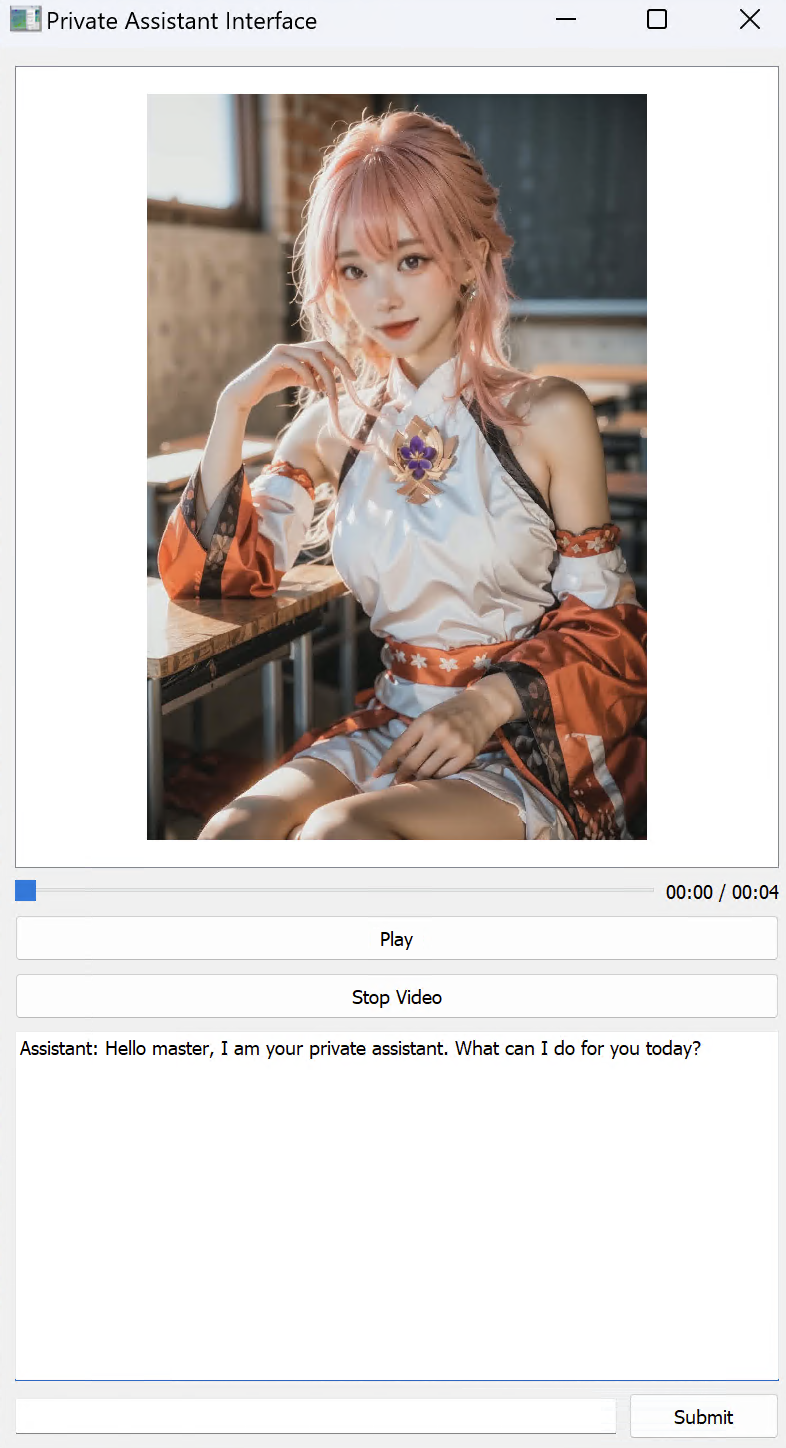 Private Assistant Interface
00:00 / 00:04
Play
Stop Video
Assistant: Hello master, I am your private assistant. What can I do for you today?
Submit